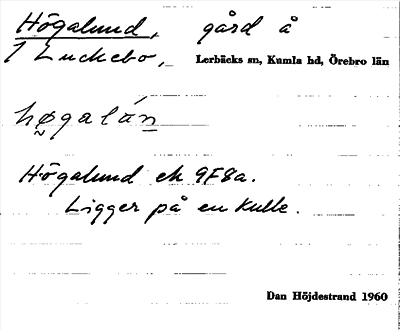 Högalund, gård å
1 Luckebo, Lerbäcks sn, Kumla hd, Örebro län
høgalán
Högalund ek 9F8a.
Ligger på en kulle.
Dan Höjdestrand 1960